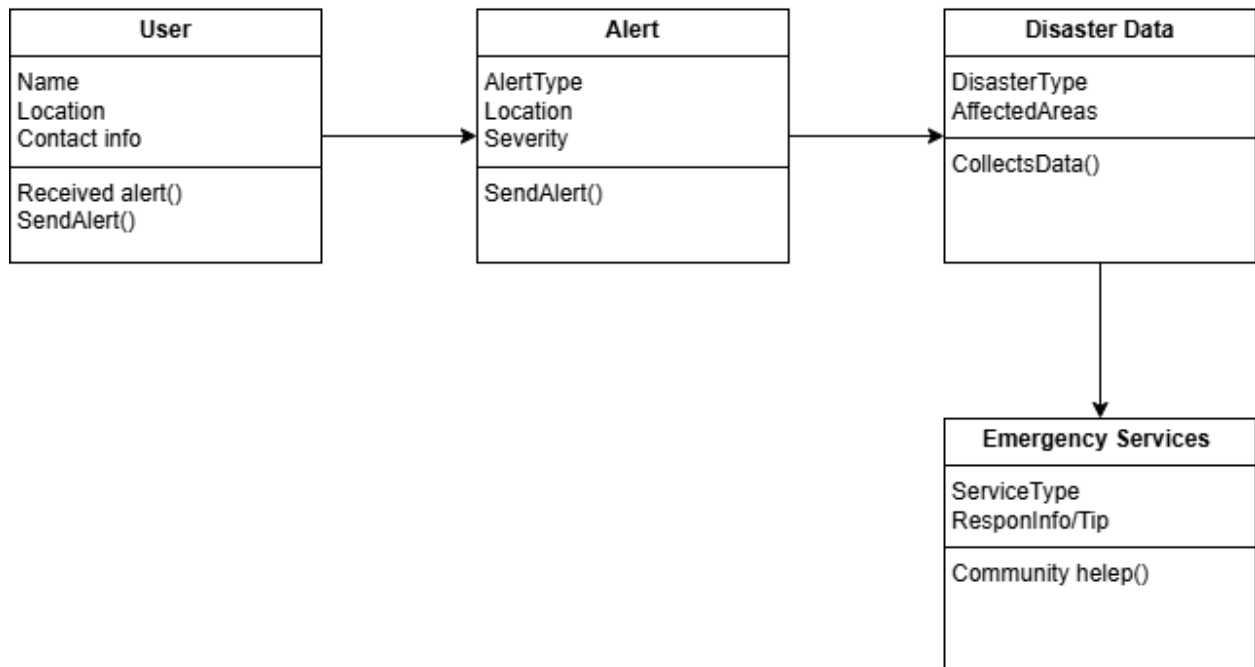 User
Name
Location
Contact info
Received alert()
SendAlert()
Alert
AlertType
Location
Severity
SendAlert()
Disaster Data
DisasterType
AffectedAreas
CollectsData()
Emergency Services
ServiceType
ResponInfo/Tip
Community helep()